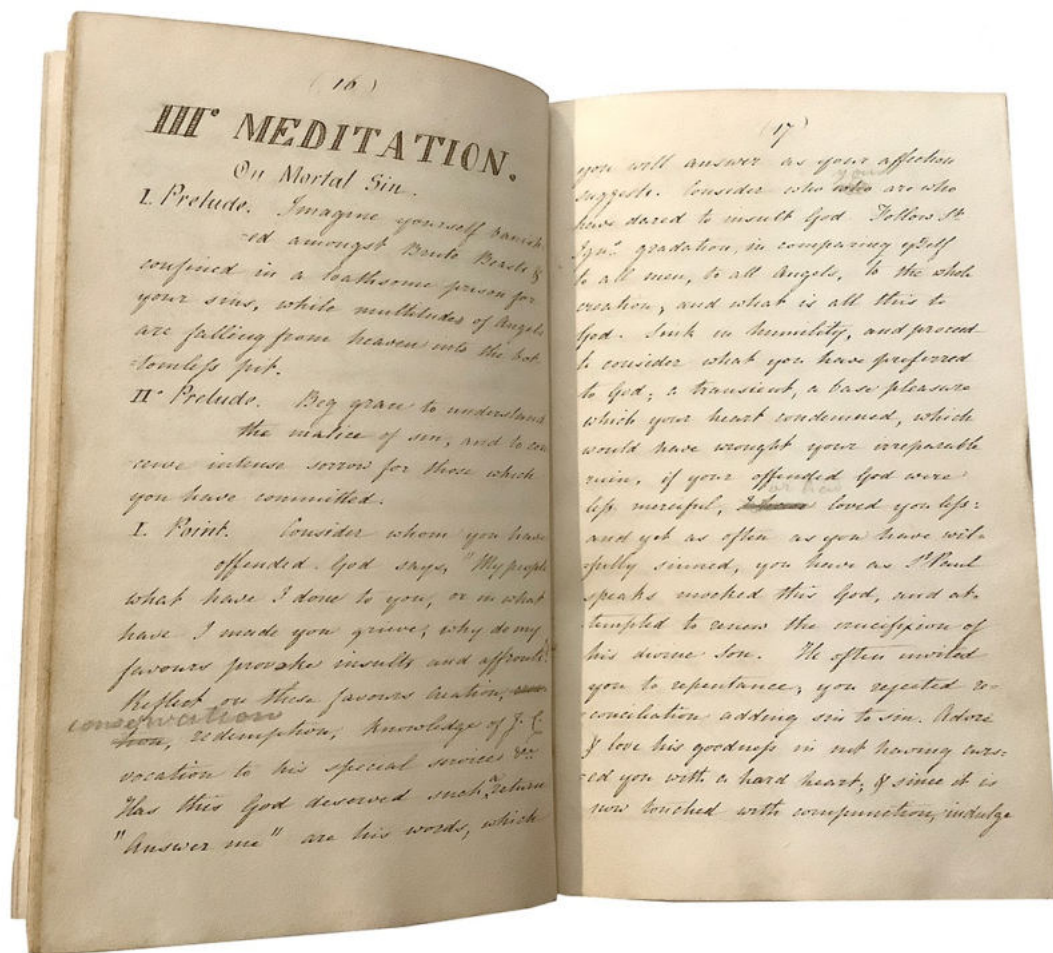 (16)
IIIº MEDITATION.
On Mortal Sin.
I. Prelude. Imagine yourself banish-
-ed amongst Brute Beasts &
confined in a loathsome prison for
your sins, while multitudes of Angels
are falling from heaven into the bot-
-tomless pit.
IIº Prelude. Beg grace to understand
the malice of sin, and to con
ceive intense sorrow for those which
you have committed.
I. Point. Consider whom you have
offended. God says, "My people
what have I done to you, or in what
have I made you grieve; why do my
favours provoke insults and affronts"
Reflect on these favours creation,
conservation
tion, redemption, knowledge of J. C.
vocation to his special service &c
Has this God deserved such return
"Answer me" are his words, which
(17)
you will answer as your affection
your
suggests. Consider who who are who
have dared to insult God. Follow St.
Ign.s gradation, in comparing yrself
to all men, to all Angels, to the whole
creation, and what is all this to
God. Sink in humility, and proceed
to consider what you have preferred
to God; a transient, a base pleasure
which your heart condemned, which
would have wrought your irreparable
ruin, if your offended God were
or have
less merciful, loved you less:
and yet as often as you have wil-
-fully sinned, you have as St Paul
speaks mocked this God, and at-
-tempted to renew the crucifixion of
his divine son. He often invited
you to repentance; you rejected re-
-conciliation adding sin to sin. Adore
& love his goodness in not having curs-
-ed you with a hard heart; & since it is
now touched with compunction, indulge